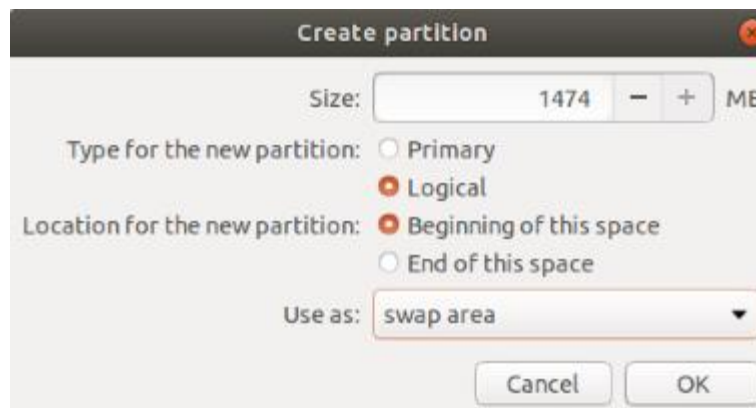 Create partition
Size: 1474 − + MB
Type for the new partition: Primary
Logical
Location for the new partition: Beginning of this space
End of this space
Use as: swap area
Cancel OK